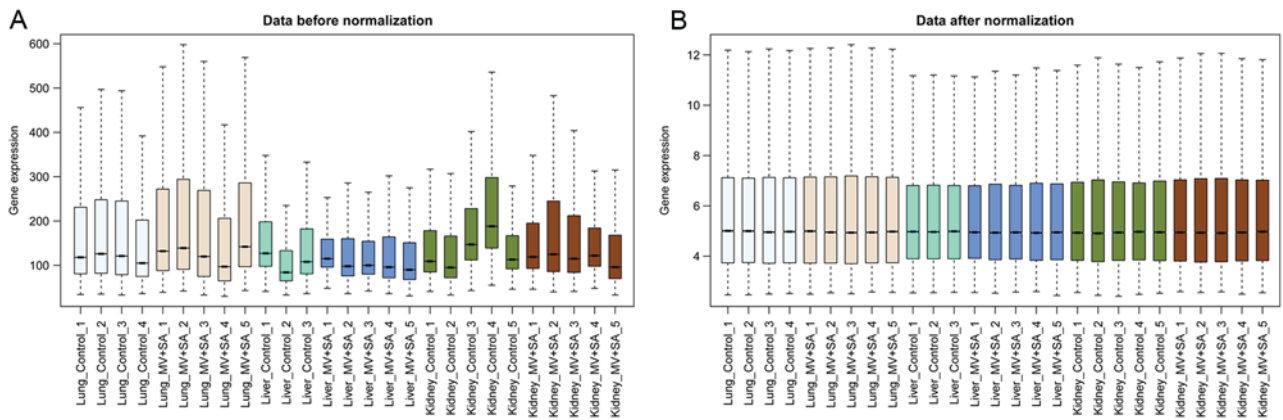 A
Data before normalization
Gene expression
600
500
400
300
200
100
Lung_Control_1
Lung_Control_2
Lung_Control_3
Lung_Control_4
Lung_MV+SA_1
Lung_MV+SA_2
Lung_MV+SA_3
Lung_MV+SA_4
Lung_MV+SA_5
Liver_Control_1
Liver_Control_2
Liver_Control_3
Liver_MV+SA_1
Liver_MV+SA_2
Liver_MV+SA_3
Liver_MV+SA_4
Liver_MV+SA_5
Kidney_Control_1
Kidney_Control_2
Kidney_Control_3
Kidney_Control_4
Kidney_Control_5
Kidney_MV+SA_1
Kidney_MV+SA_2
Kidney_MV+SA_3
Kidney_MV+SA_4
Kidney_MV+SA_5
B
Data after normalization
Gene expression
12
10
8
6
4
Lung_Control_1
Lung_Control_2
Lung_Control_3
Lung_Control_4
Lung_MV+SA_1
Lung_MV+SA_2
Lung_MV+SA_3
Lung_MV+SA_4
Lung_MV+SA_5
Liver_Control_1
Liver_Control_2
Liver_Control_3
Liver_MV+SA_1
Liver_MV+SA_2
Liver_MV+SA_3
Liver_MV+SA_4
Liver_MV+SA_5
Kidney_Control_1
Kidney_Control_2
Kidney_Control_3
Kidney_Control_4
Kidney_Control_5
Kidney_MV+SA_1
Kidney_MV+SA_2
Kidney_MV+SA_3
Kidney_MV+SA_4
Kidney_MV+SA_5